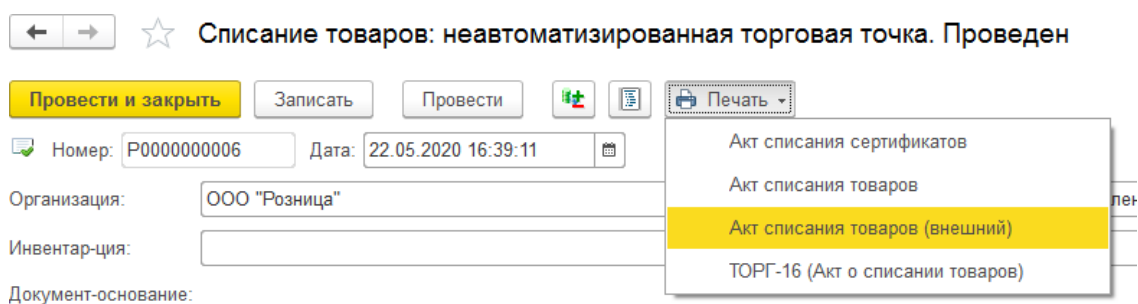 Списание товаров: неавтоматизированная торговая точка. Проведен
Провести и закрыть Записать Провести Печать
Номер: Р0000000006 Дата: 22.05.2020 16:39:11
Акт списания сертификатов
Акт списания товаров
Организация: ООО "Розница"
Акт списания товаров (внешний)
Инвентар-ция:
ТОРГ-16 (Акт о списании товаров)
Документ-основание: